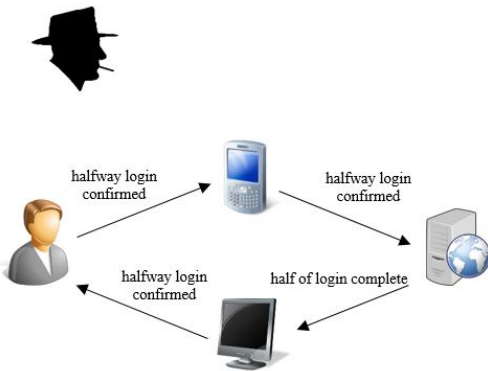 halfway login
confirmed
halfway login
confirmed
halfway login
confirmed
half of login complete